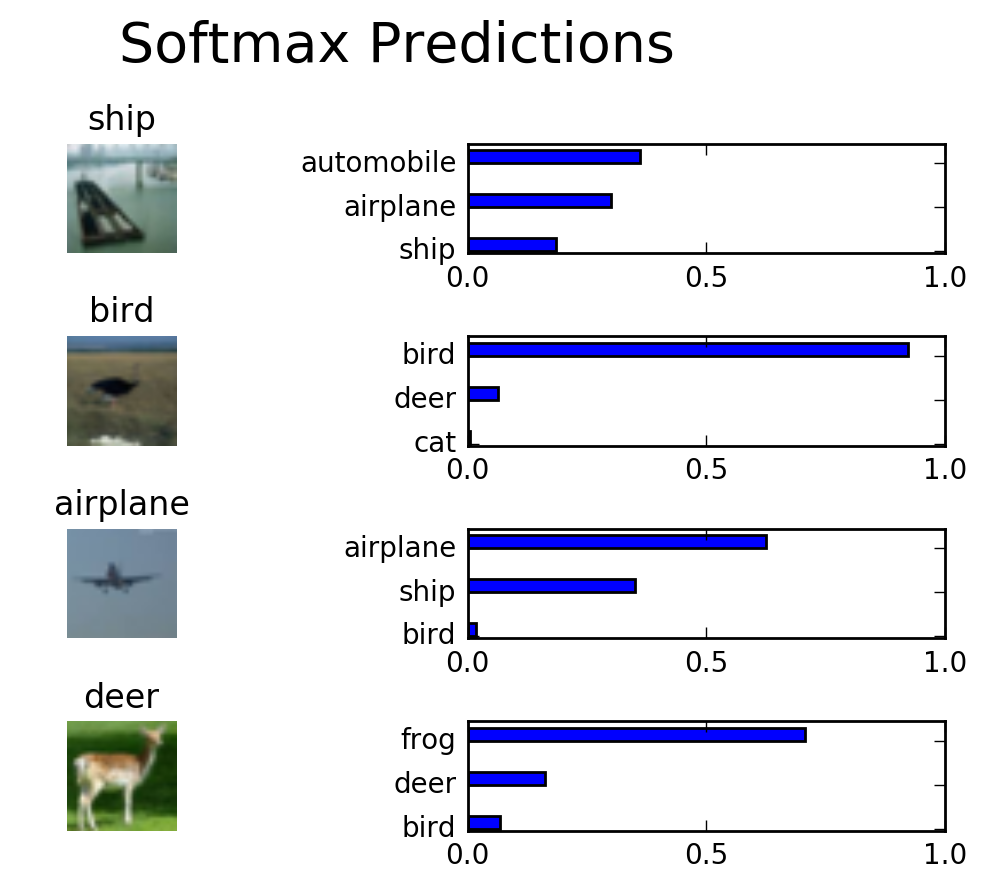 Softmax Predictions
ship
automobile
airplane
ship
0.0 0.5 1.0
bird
bird
deer
cat
0.0 0.5 1.0
airplane
airplane
ship
bird
0.0 0.5 1.0
deer
frog
deer
bird
0.0 0.5 1.0